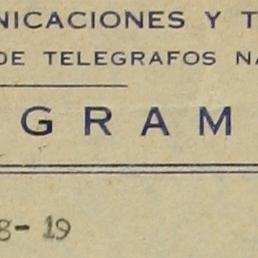 NICACIONES Y T
DE TELEGRAFOS NA
GRAM
8-19